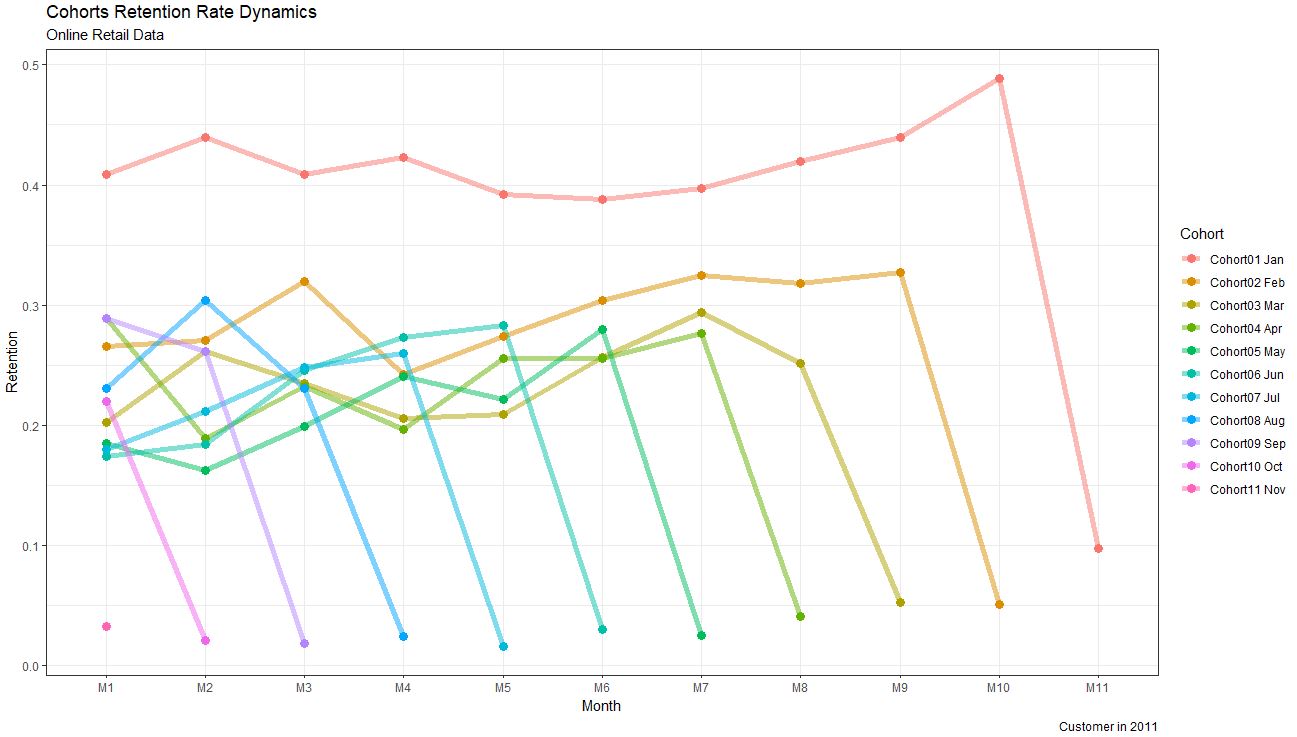 Cohorts Retention Rate Dynamics
Online Retail Data
Retention
0.5
0.4
0.3
0.2
0.1
0.0
M1 M2 M3 M4 M5 M6 M7 M8 M9 M10 M11
Month
Cohort
Cohort01 Jan
Cohort02 Feb
Cohort03 Mar
Cohort04 Apr
Cohort05 May
Cohort06 Jun
Cohort07 Jul
Cohort08 Aug
Cohort09 Sep
Cohort10 Oct
Cohort11 Nov
Customer in 2011